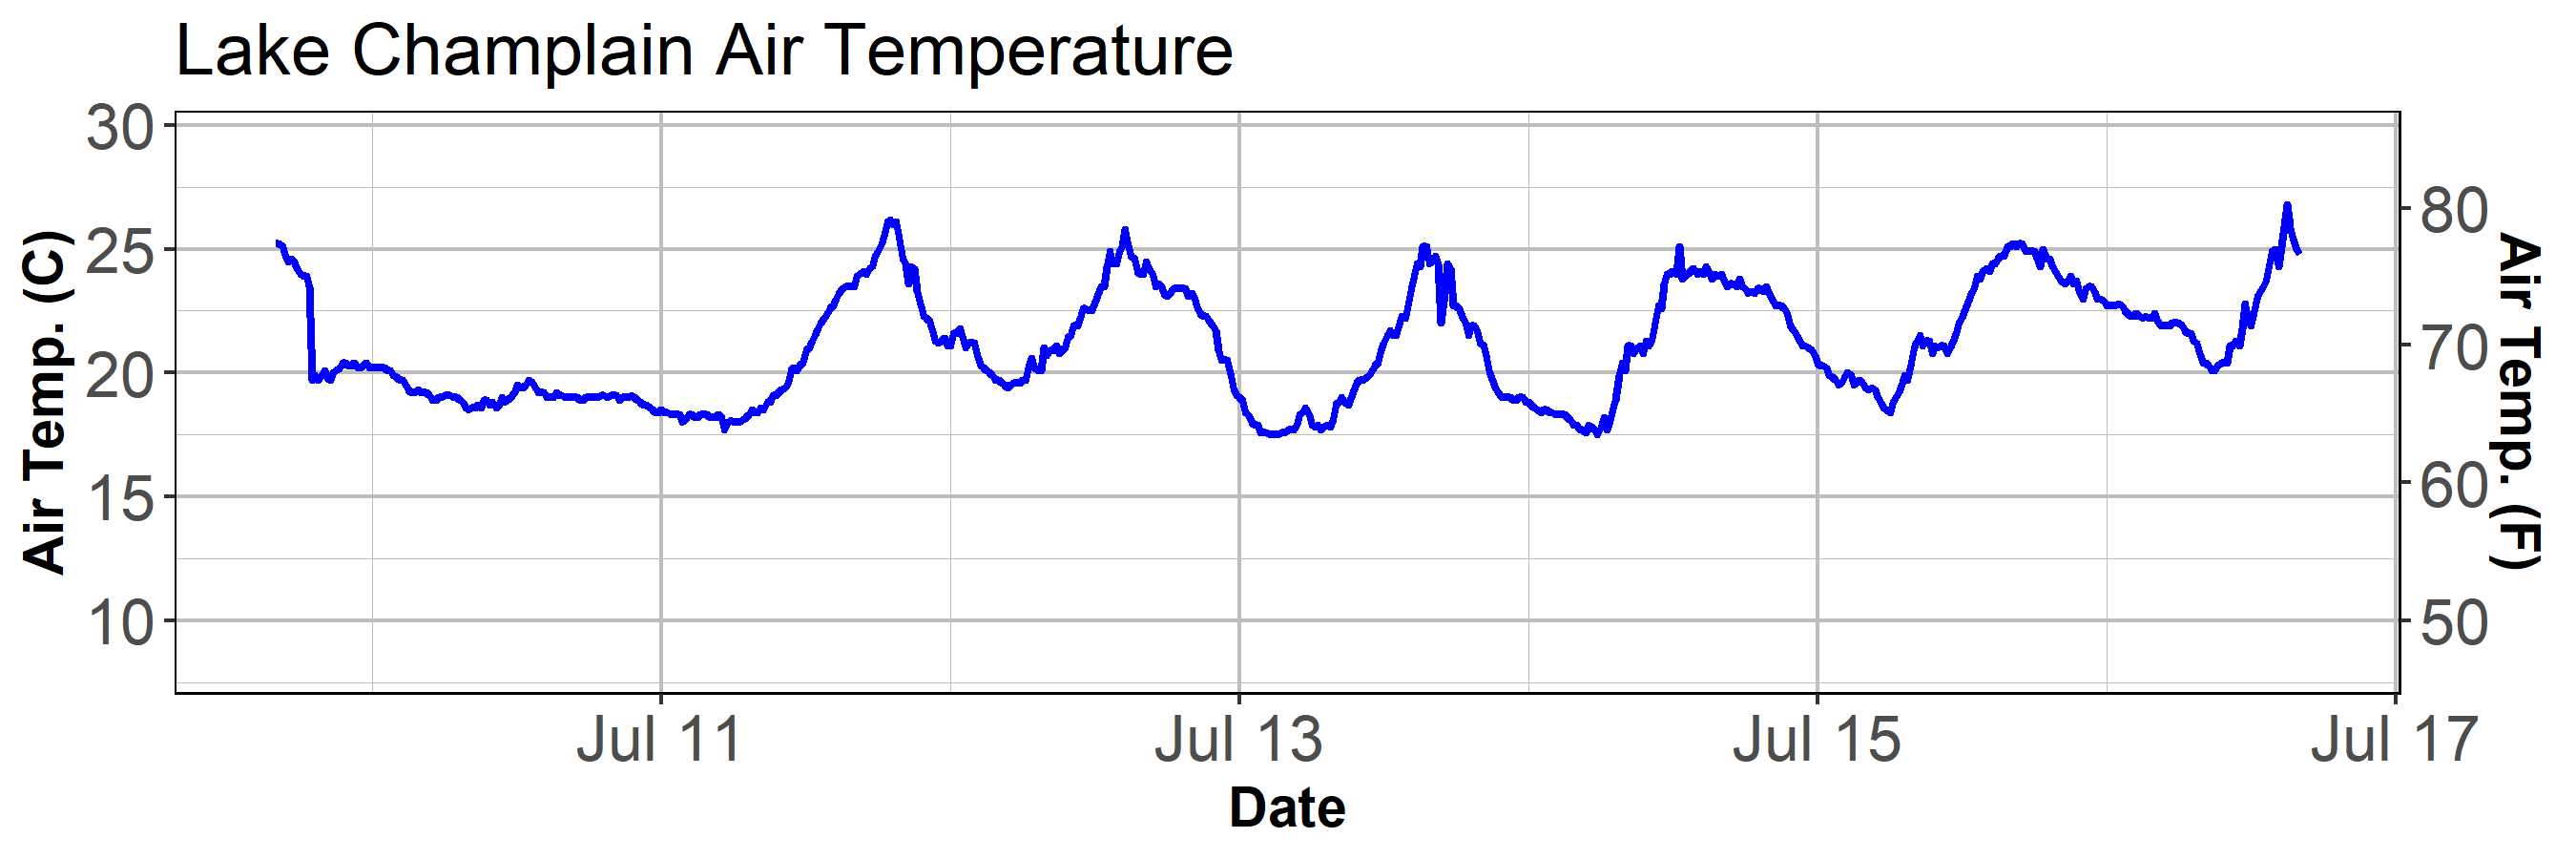 Lake Champlain Air Temperature
Air Temp. (C)
30
25
20
15
10
80
70
60
50
Air Temp. (F)
Jul 11 Jul 13 Jul 15 Jul 17
Date